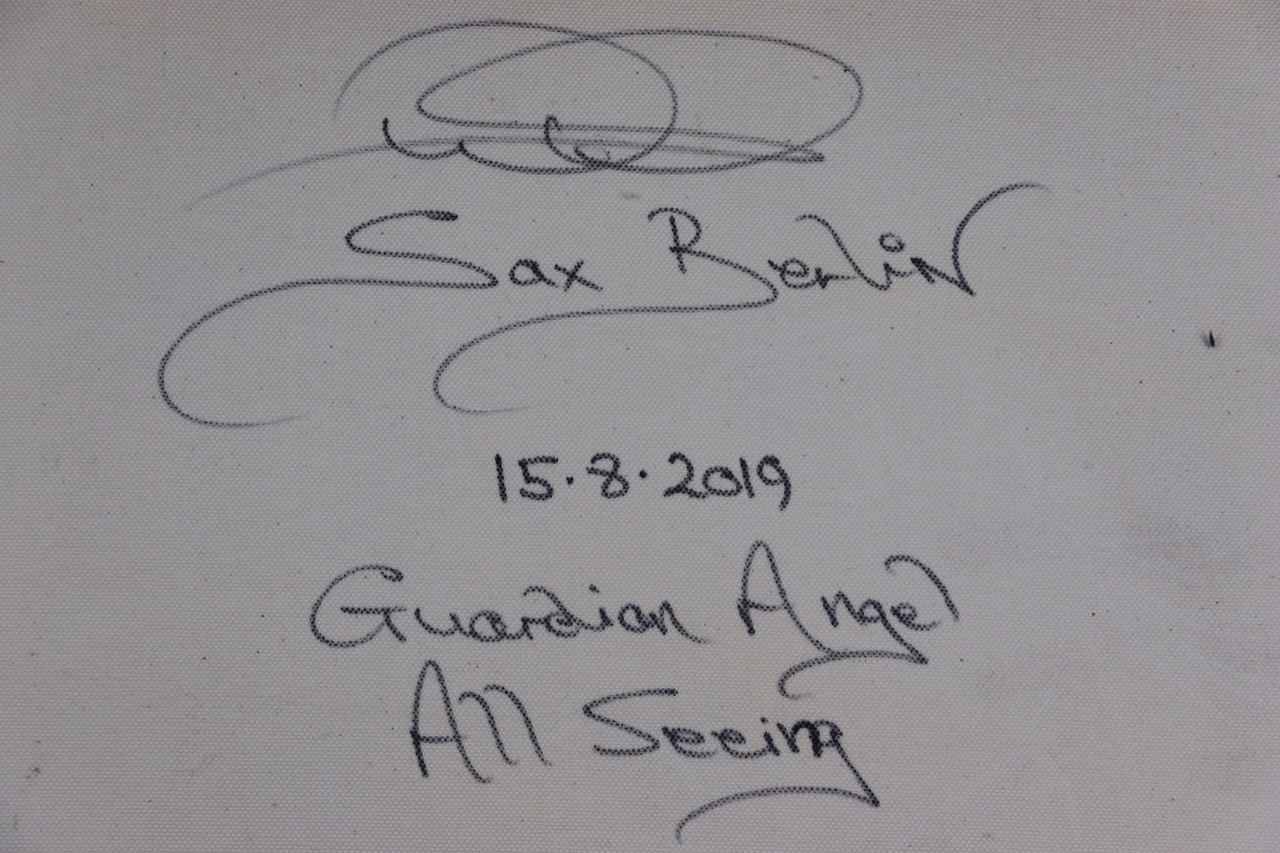 Sax Berlin
15.8.2019
Guardian Angel
All Seeing